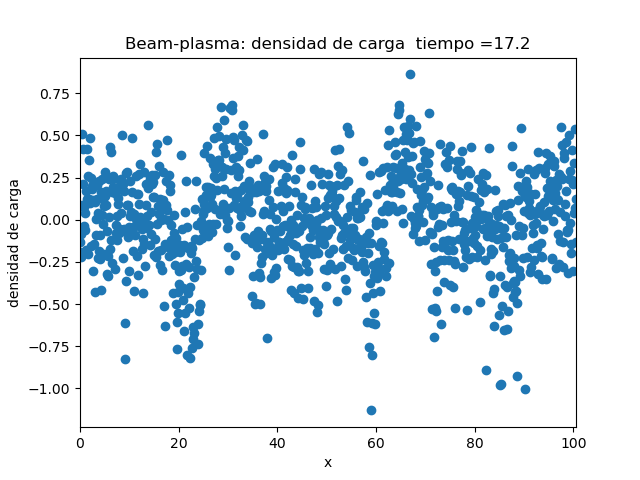 Beam-plasma: densidad de carga  tiempo =17.2
densidad de carga
0.75
0.50
0.25
0.00
−0.25
−0.50
−0.75
−1.00
0 20 40 60 80 100
x